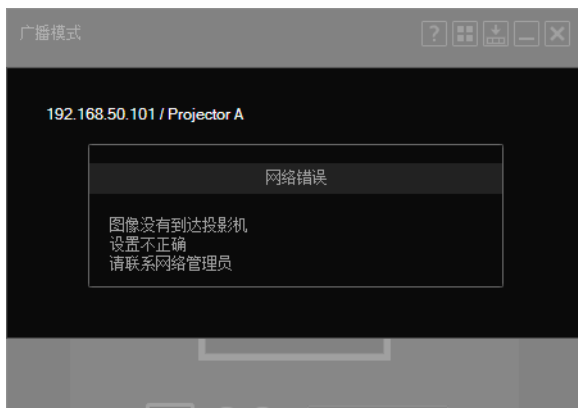 广播模式
192.168.50.101 / Projector A
网络错误
图像没有到达投影机
设置不正确
请联系网络管理员